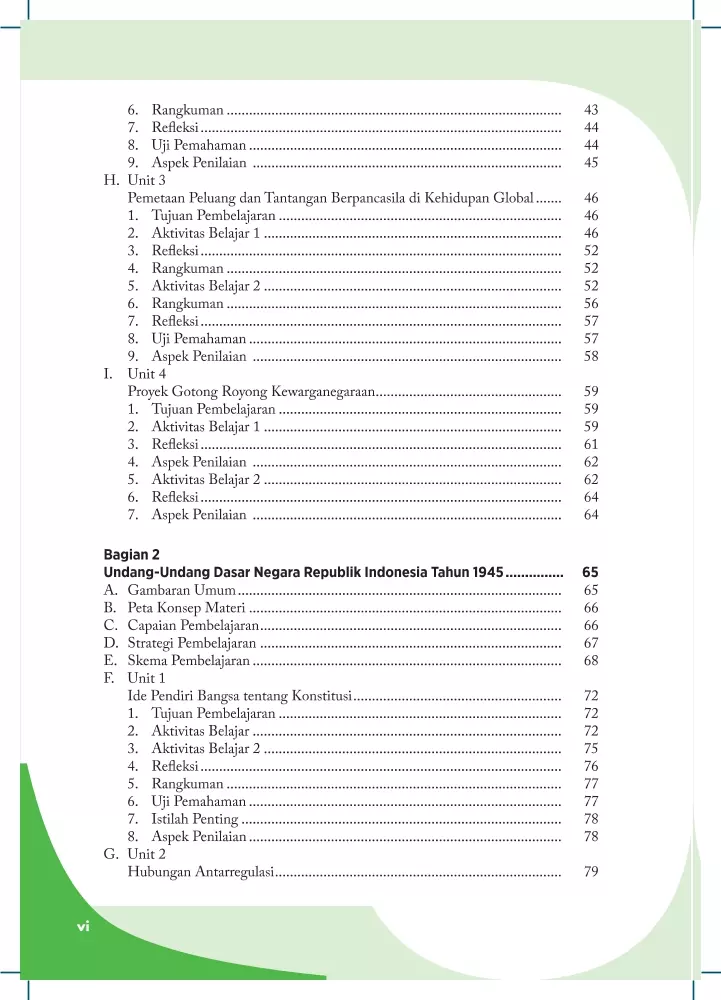 6. Rangkuman .......................................................................................... 43
7. Refleksi ................................................................................................. 44
8. Uji Pemahaman .................................................................................... 44
9. Aspek Penilaian ................................................................................... 45
H. Unit 3
Pemetaan Peluang dan Tantangan Berpancasila di Kehidupan Global ....... 46
1. Tujuan Pembelajaran ............................................................................ 46
2. Aktivitas Belajar 1 ................................................................................ 46
3. Refleksi ................................................................................................. 52
4. Rangkuman .......................................................................................... 52
5. Aktivitas Belajar 2 ................................................................................ 52
6. Rangkuman .......................................................................................... 56
7. Refleksi ................................................................................................. 57
8. Uji Pemahaman .................................................................................... 57
9. Aspek Penilaian ................................................................................... 58
I. Unit 4
Proyek Gotong Royong Kewarganegaraan.................................................. 59
1. Tujuan Pembelajaran ............................................................................ 59
2. Aktivitas Belajar 1 ................................................................................ 59
3. Refleksi ................................................................................................. 61
4. Aspek Penilaian ................................................................................... 62
5. Aktivitas Belajar 2 ................................................................................ 62
6. Refleksi ................................................................................................. 64
7. Aspek Penilaian ................................................................................... 64
Bagian 2
Undang-Undang Dasar Negara Republik Indonesia Tahun 1945 ............... 65
A. Gambaran Umum ....................................................................................... 65
B. Peta Konsep Materi .................................................................................... 66
C. Capaian Pembelajaran................................................................................. 66
D. Strategi Pembelajaran ................................................................................. 67
E. Skema Pembelajaran ................................................................................... 68
F. Unit 1
Ide Pendiri Bangsa tentang Konstitusi........................................................ 72
1. Tujuan Pembelajaran ............................................................................ 72
2. Aktivitas Belajar ................................................................................... 72
3. Aktivitas Belajar 2 ................................................................................ 75
4. Refleksi ................................................................................................. 76
5. Rangkuman .......................................................................................... 77
6. Uji Pemahaman .................................................................................... 77
7. Istilah Penting ...................................................................................... 78
8. Aspek Penilaian .................................................................................... 78
G. Unit 2
Hubungan Antarregulasi............................................................................. 79
vi